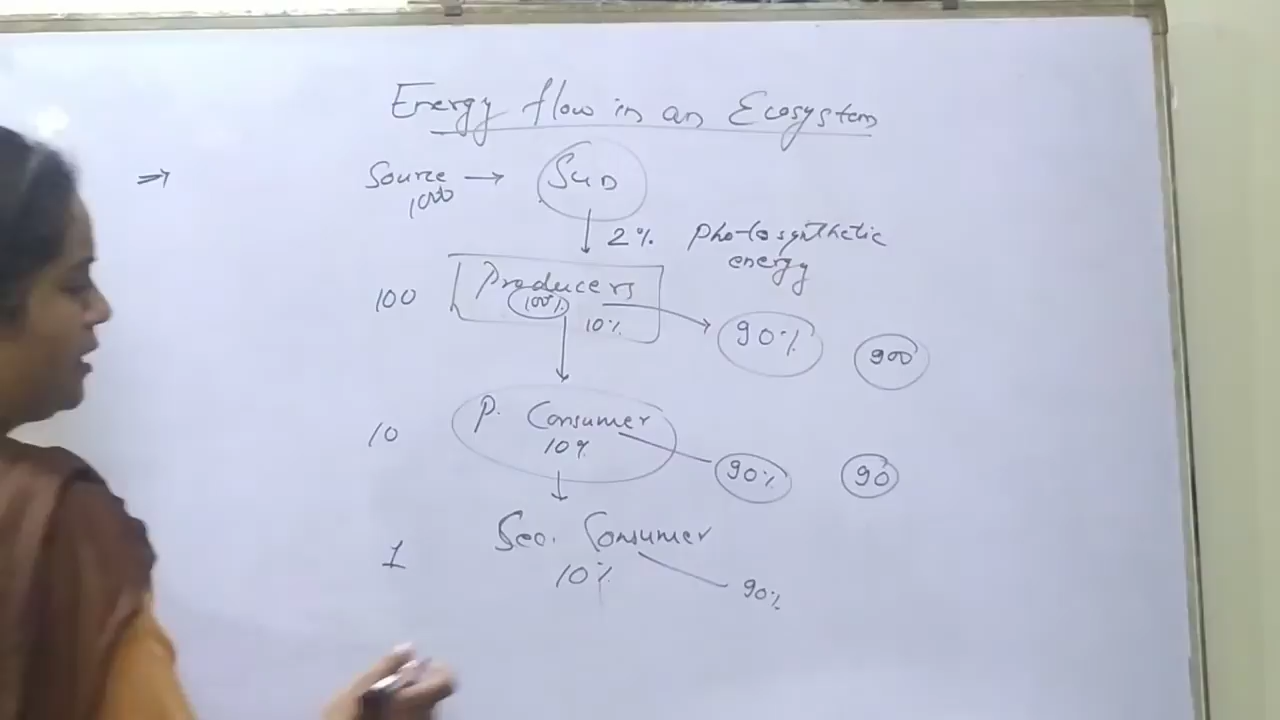 Energy flow in an Ecosystem
⇒ Source → Sun
1000
2% Photosynthetic
energy
100 Producers
100%
10% 90% 900
10 P. Consumer
10% 90% 90
Sec. Consumer
1
10% 90%